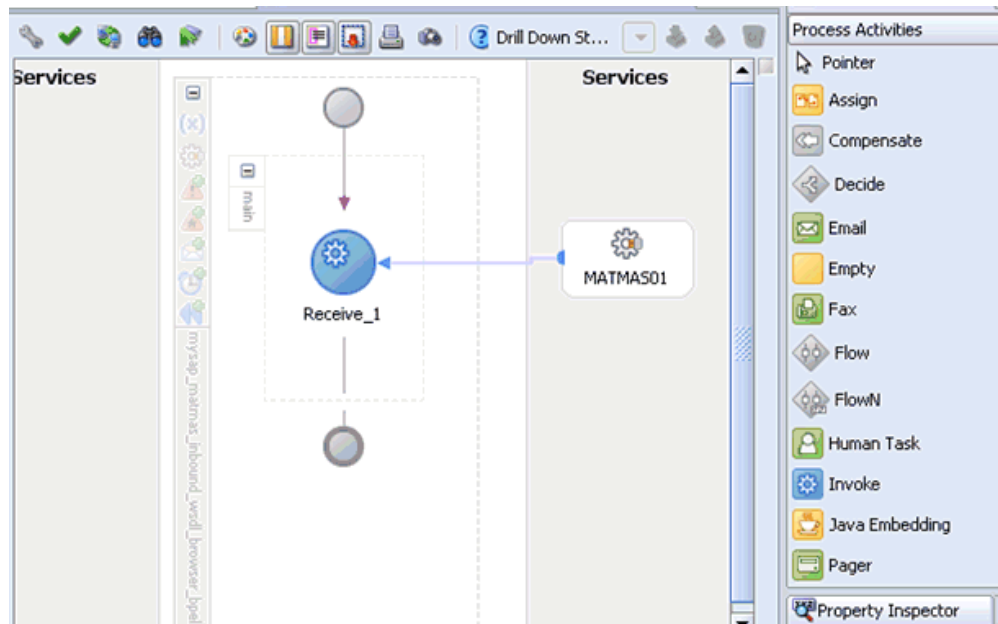 Drill Down St...
Services
Services
main
Receive_1
MATMAS01
mysap_matmas_inbound_wsdl_browser_bpel
Process Activities
Pointer
Assign
Compensate
Decide
Email
Empty
Fax
Flow
FlowN
Human Task
Invoke
Java Embedding
Pager
Property Inspector